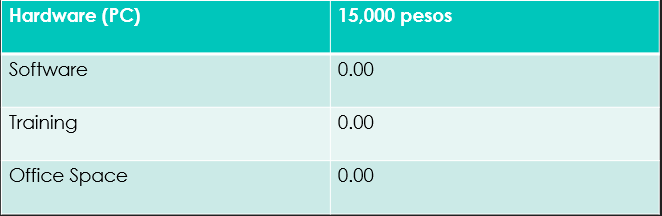 Hardware (PC) 15,000 pesos
Software 0.00
Training 0.00
Office Space 0.00